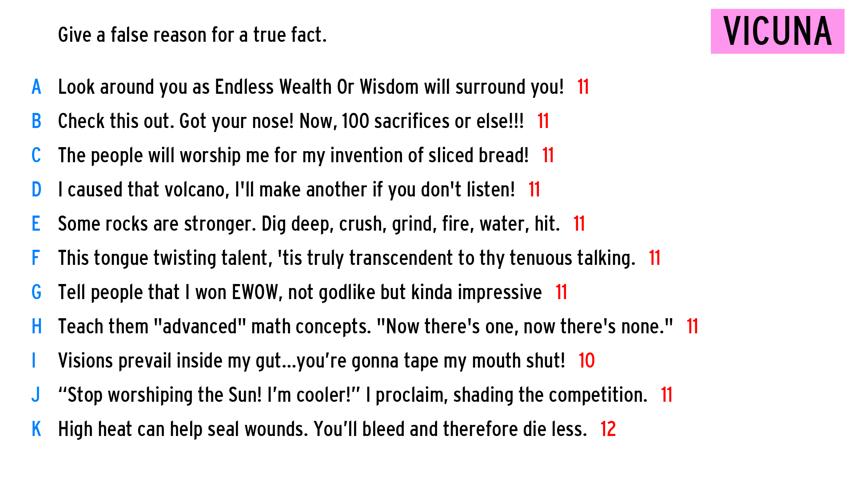 Give a false reason for a true fact.
VICUNA
A Look around you as Endless Wealth Or Wisdom will surround you! 11
B Check this out. Got your nose! Now, 100 sacrifices or else!!! 11
C The people will worship me for my invention of sliced bread! 11
D I caused that volcano, I'll make another if you don't listen! 11
E Some rocks are stronger. Dig deep, crush, grind, fire, water, hit. 11
F This tongue twisting talent, 'tis truly transcendent to thy tenuous talking. 11
G Tell people that I won EWOW, not godlike but kinda impressive 11
H Teach them "advanced" math concepts. "Now there's one, now there's none." 11
I Visions prevail inside my gut...you’re gonna tape my mouth shut! 10
J “Stop worshiping the Sun! I’m cooler!” I proclaim, shading the competition. 11
K High heat can help seal wounds. You’ll bleed and therefore die less. 12